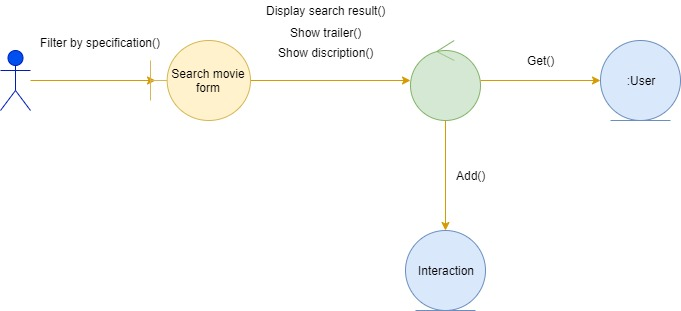 Display search result()
Show trailer()
Show discription()
Filter by specification()
Search movie
form
Get()
:User
Add()
Interaction